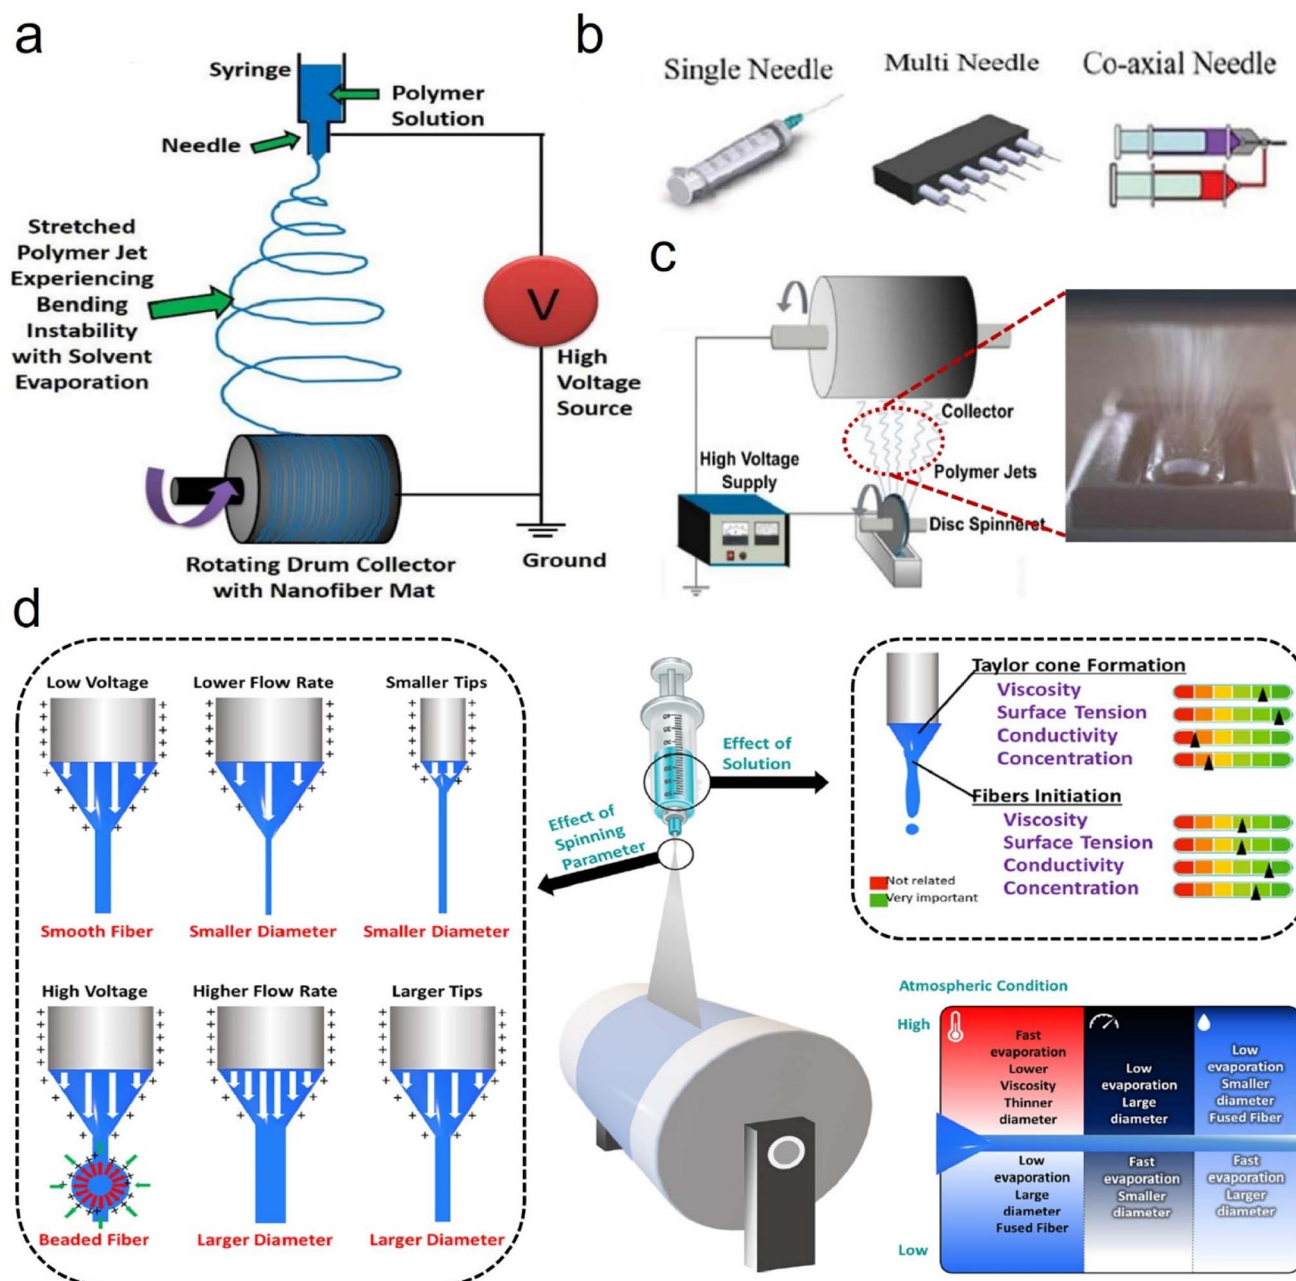 a
Syringe
Polymer
Solution
Needle
Stretched
Polymer Jet
Experiencing
Bending
Instability
with Solvent
Evaporation
V
High
Voltage
Source
Ground
Rotating Drum Collector
with Nanofiber Mat
b
Single Needle
Multi Needle
Co-axial Needle
c
Collector
Polymer Jets
High Voltage
Supply
Disc Spinneret
d
Low Voltage
Lower Flow Rate
Smaller Tips
Smooth Fiber
Smaller Diameter
Smaller Diameter
High Voltage
Higher Flow Rate
Larger Tips
Beaded Fiber
Larger Diameter
Larger Diameter
Effect of
Solution
Effect of
Spinning
Parameter
Taylor cone Formation
Viscosity
Surface Tension
Conductivity
Concentration
Fibers Initiation
Viscosity
Surface Tension
Conductivity
Concentration
Not related
Very important
Atmospheric Condition
High
Fast
evaporation
Lower
Viscosity
Thinner
diameter
Low
evaporation
Large
diameter
Low
evaporation
Smaller
diameter
Fused Fiber
Low
evaporation
Large
diameter
Fused Fiber
Fast
evaporation
Smaller
diameter
Fast
evaporation
Larger
diameter
Low